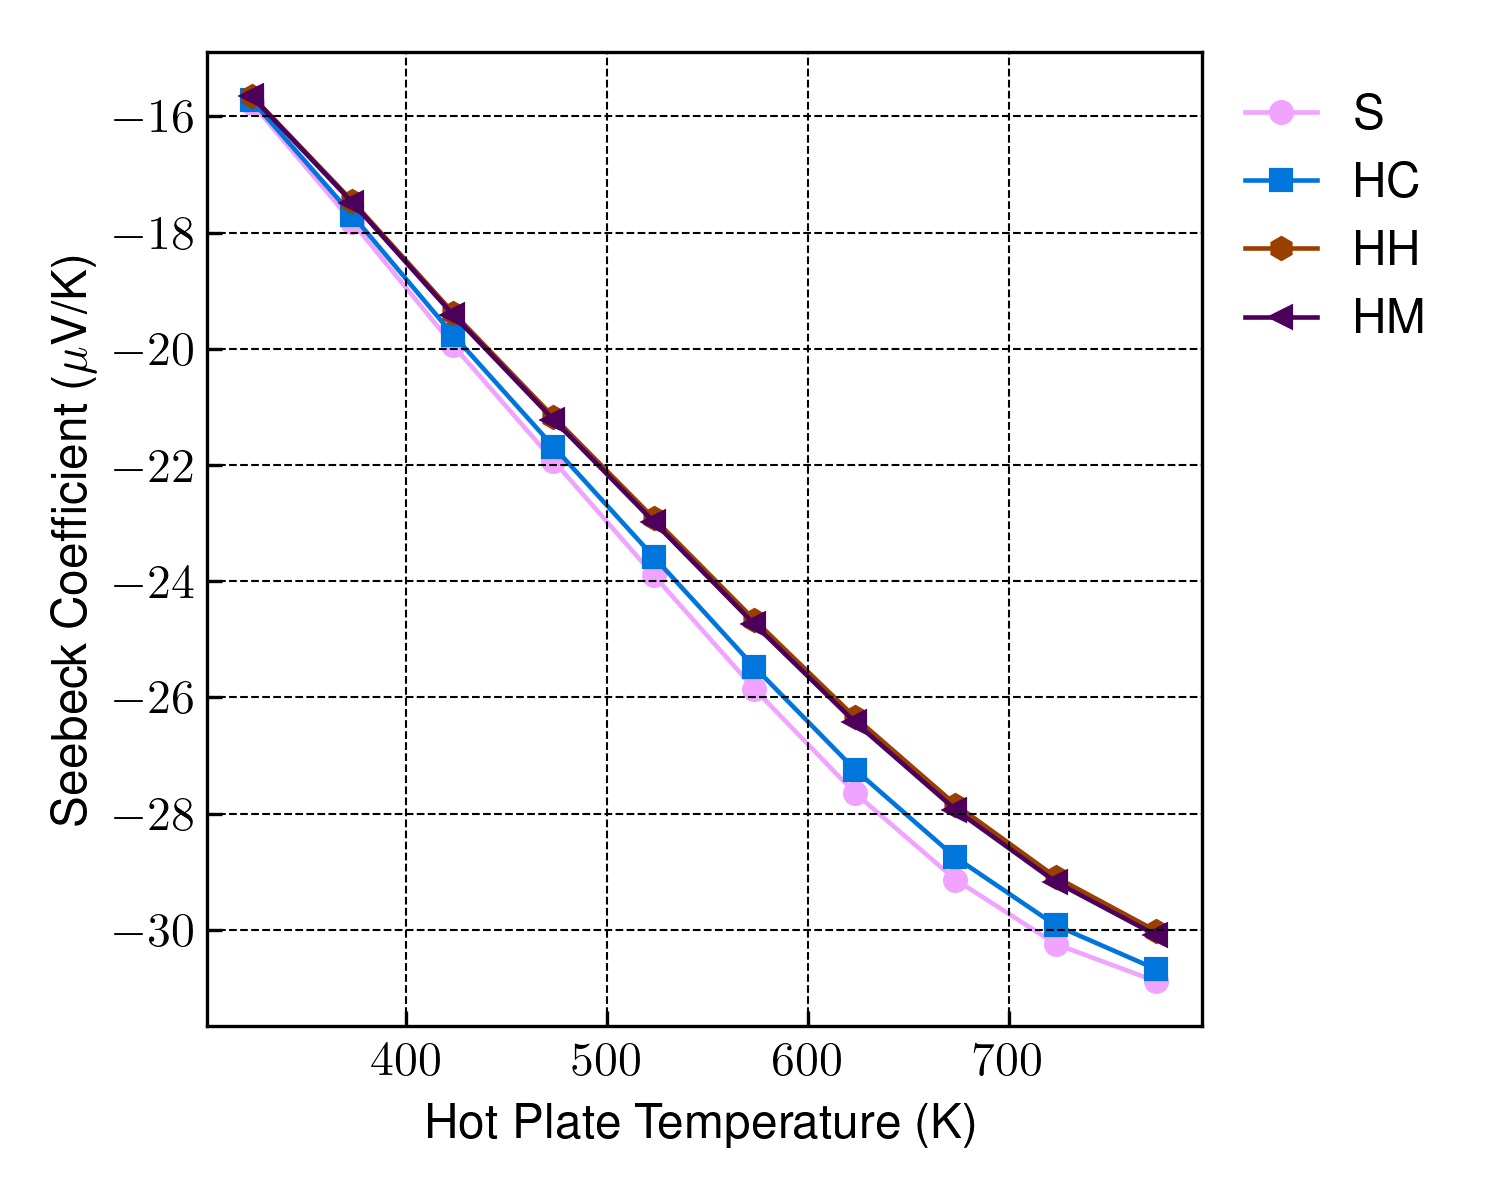 −16
−18
−20
−22
−24
−26
−28
−30
Seebeck Coefficient (μV/K)
400 500 600 700
Hot Plate Temperature (K)
S
HC
HH
HM